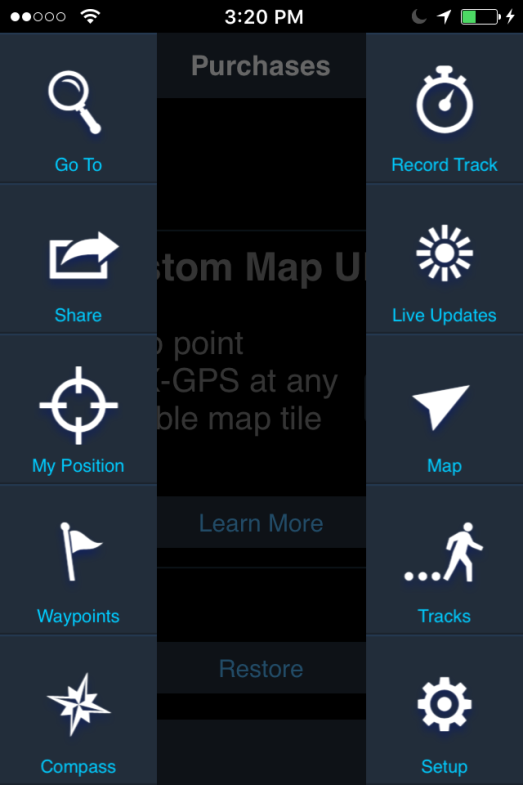 3:20 PM
Purchases
Go To
Record Track
stom Map U
Share
Live Updates
point
-GPS at any
ble map tile
My Position
Map
Learn More
Waypoints
Tracks
Restore
Compass
Setup